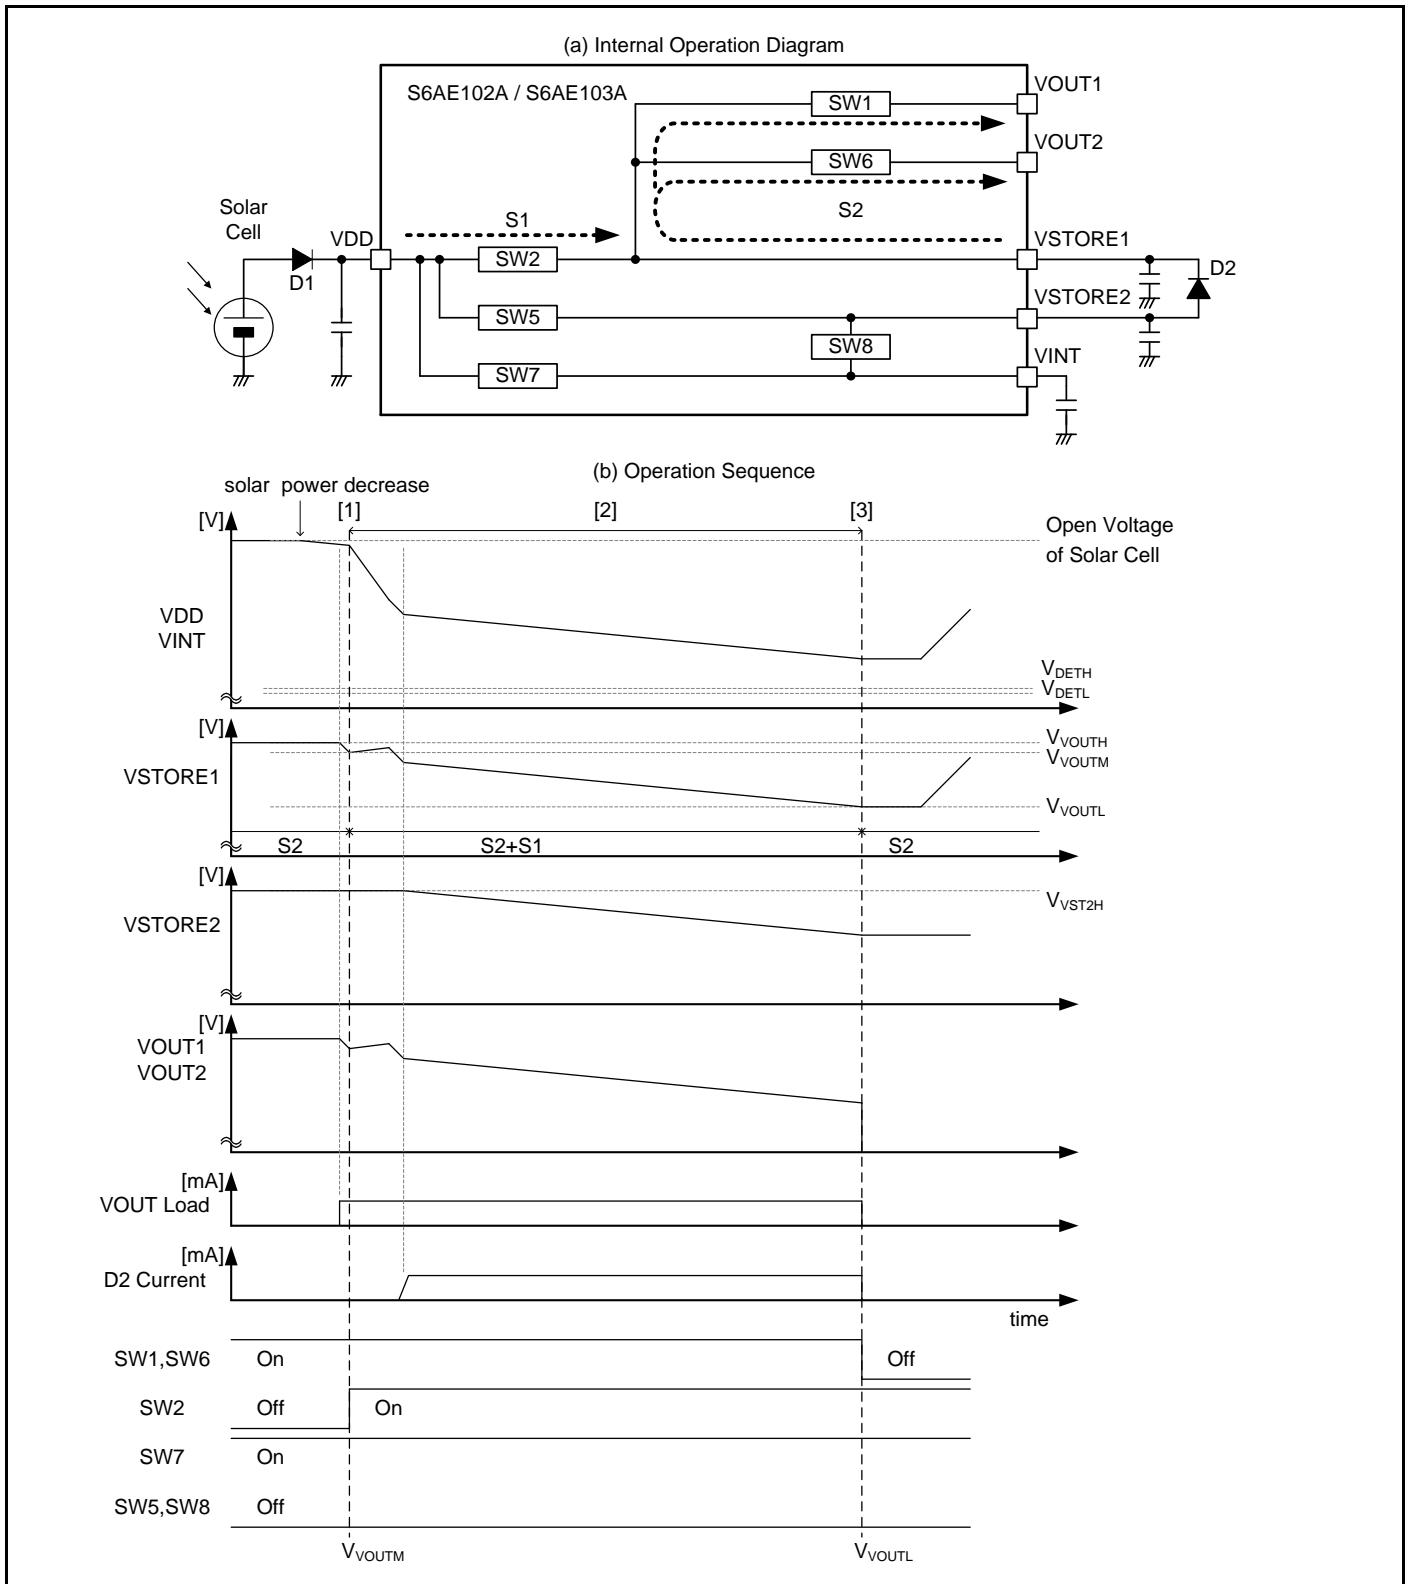 (a) Internal Operation Diagram
S6AE102A / S6AE103A
VOUT1
SW1
VOUT2
SW6
Solar
Cell
S1
S2
VDD
VSTORE1
SW2
D1
D2
VSTORE2
SW5
SW8
VINT
SW7
(b) Operation Sequence
solar power decrease
[1]
[2]
[3]
[V]
Open Voltage
of Solar Cell
VDD
VINT
VDETH
VDETL
[V]
VVOUTH
VVOUTM
VSTORE1
VVOUTL
S2
S2+S1
S2
[V]
VVST2H
VSTORE2
[V]
VOUT1
VOUT2
[mA]
VOUT Load
[mA]
D2 Current
time
SW1,SW6
On
Off
SW2
Off
On
SW7
On
SW5,SW8
Off
VVOUTM
VVOUTL